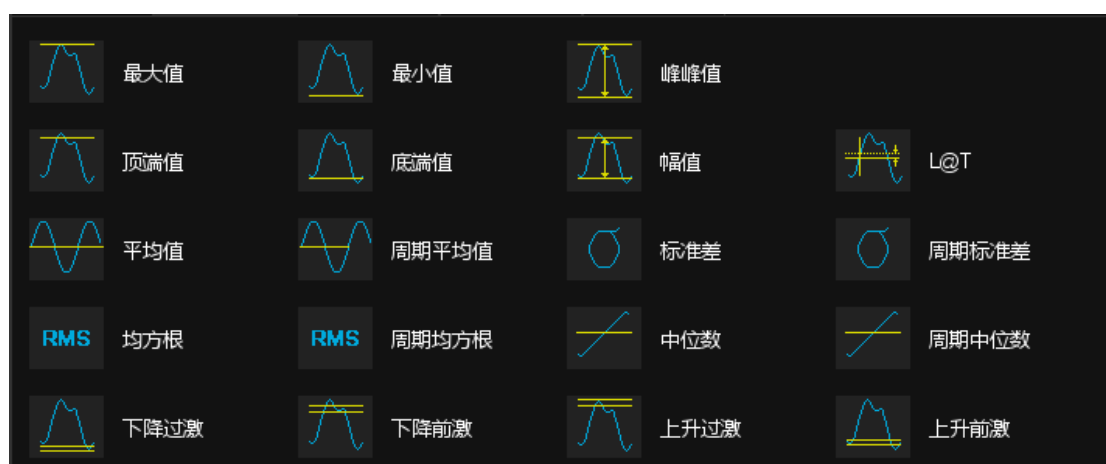 最大值 最小值 峰峰值
顶端值 底端值 幅值 L@T
平均值 周期平均值 标准差 周期标准差
RMS 均方根 RMS 周期均方根 中位数 周期中位数
下降过激 下降前激 上升过激 上升前激